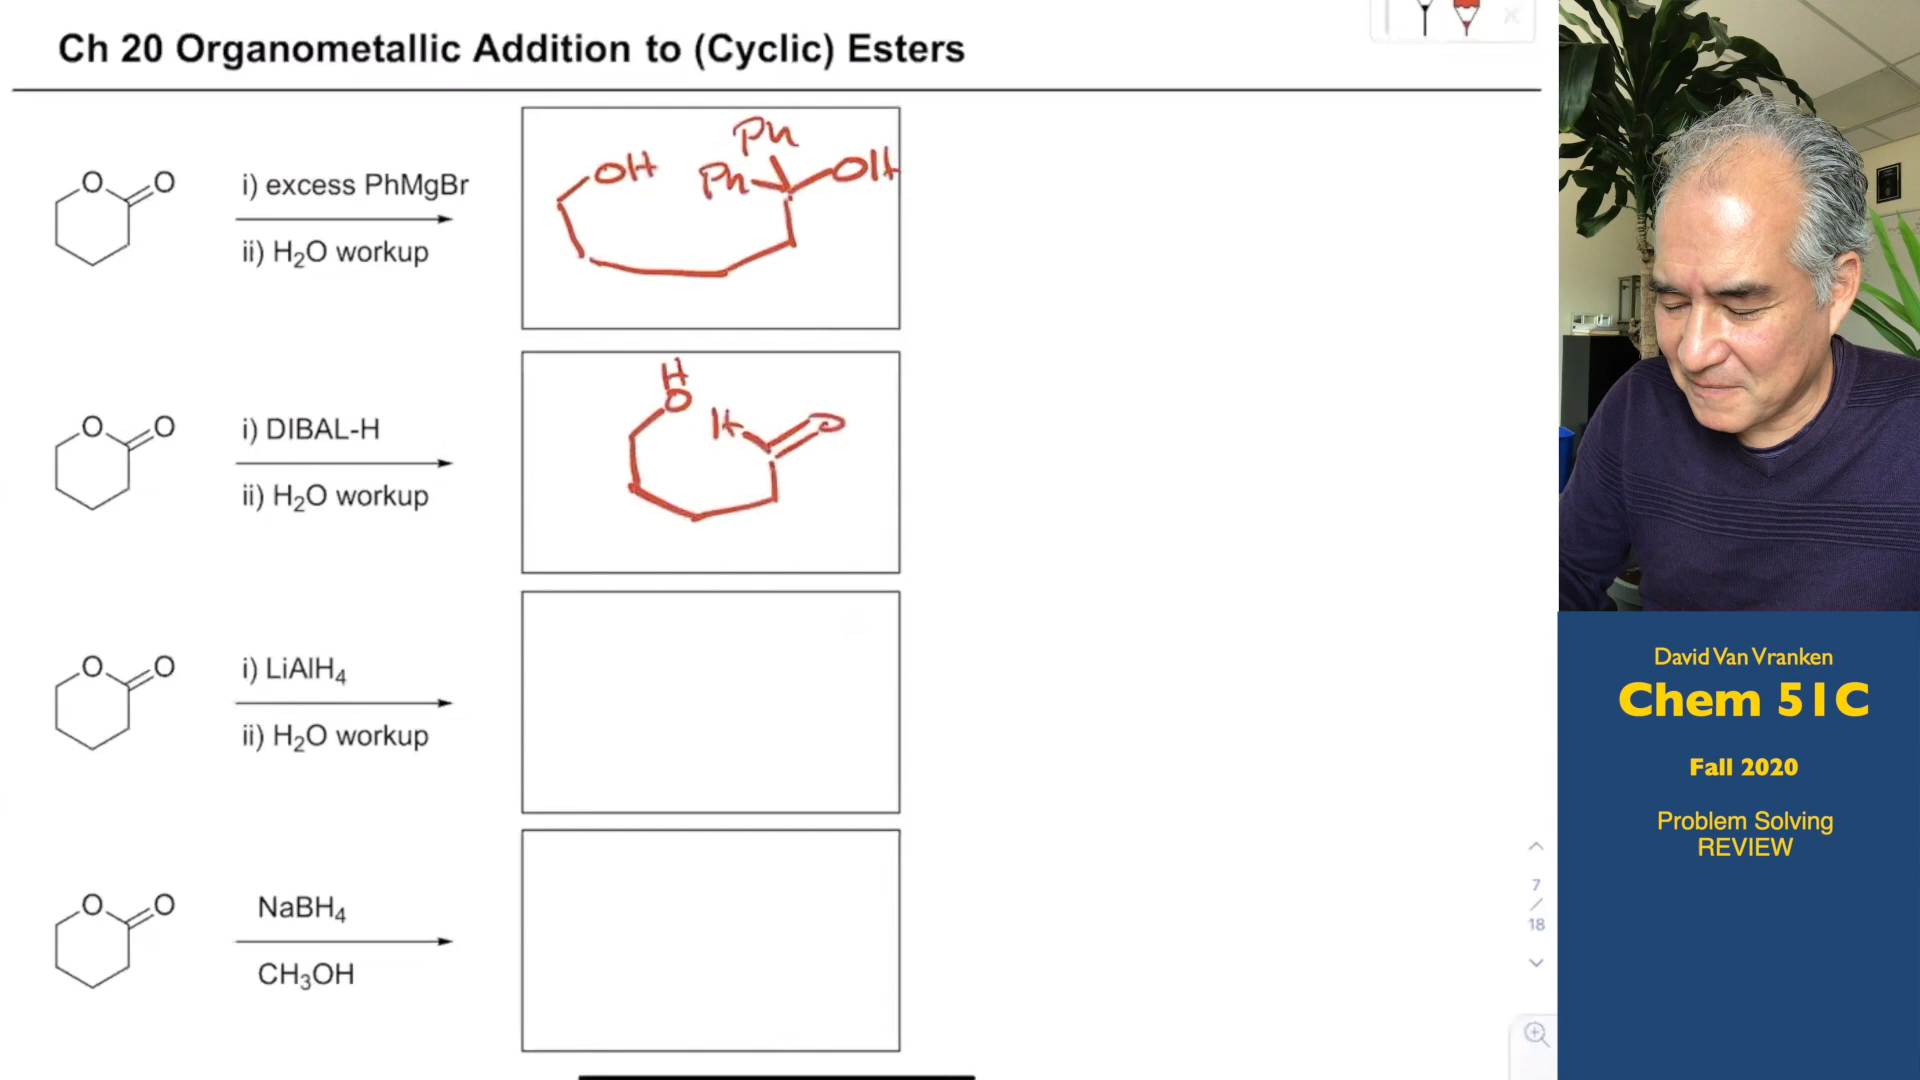 Ch 20 Organometallic Addition to (Cyclic) Esters
O O
i) excess PhMgBr
ii) H₂O workup
OH
Ph
Ph
OH
O O
i) DIBAL-H
ii) H₂O workup
H
O
H
O
O O
i) LiAlH₄
ii) H₂O workup
O O
NaBH₄
CH₃OH
7
/
18
David Van Vranken
Chem 51C
Fall 2020
Problem Solving
REVIEW